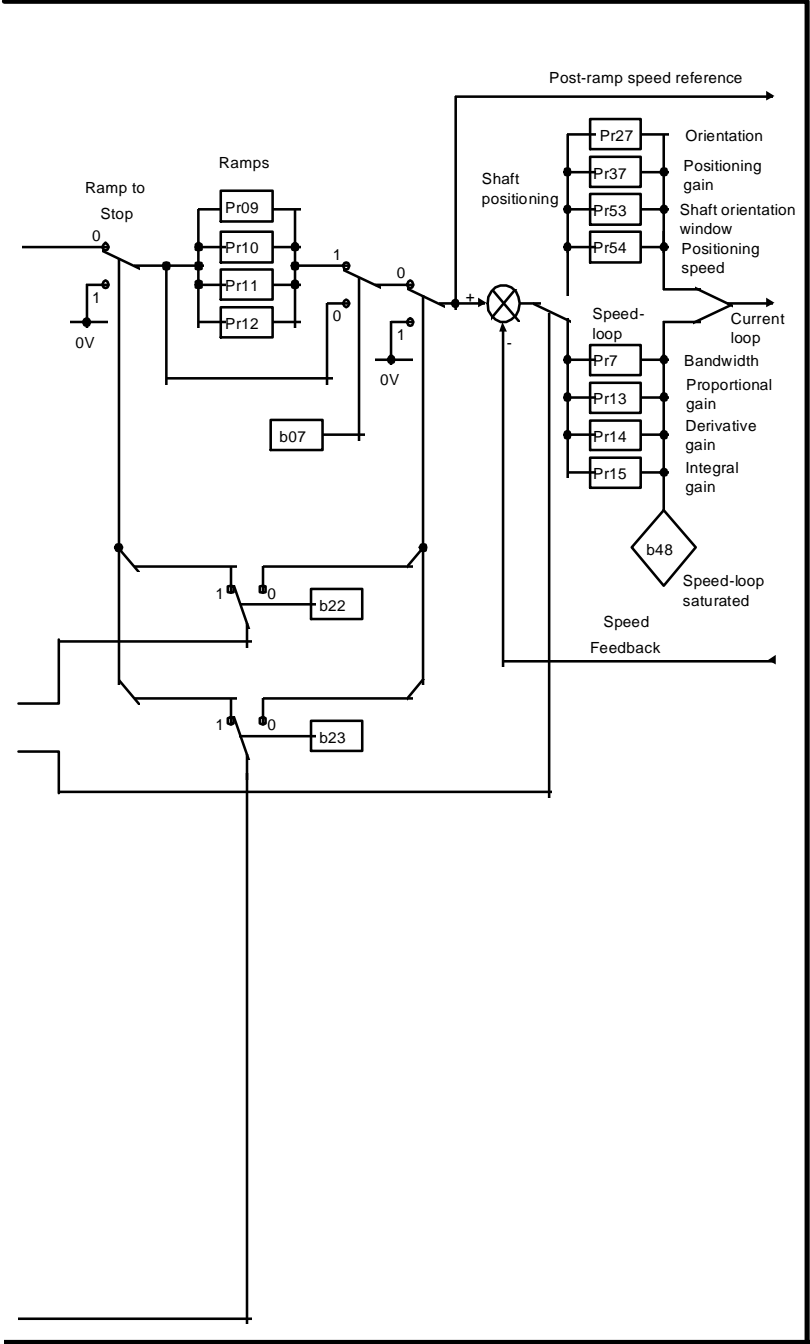 Post-ramp speed reference
Ramps
Ramp to
Stop
0
1
0V
Pr09
Pr10
Pr11
Pr12
1
0
b07
0
1
0V
+
-
Shaft
positioning
Pr27
Pr37
Pr53
Pr54
Orientation
Positioning
gain
Shaft orientation
window
Positioning
speed
Current
loop
Speed-
loop
Pr7
Pr13
Pr14
Pr15
Bandwidth
Proportional
gain
Derivative
gain
Integral
gain
b48
Speed-loop
saturated
Speed
Feedback
1
0
b22
1
0
b23